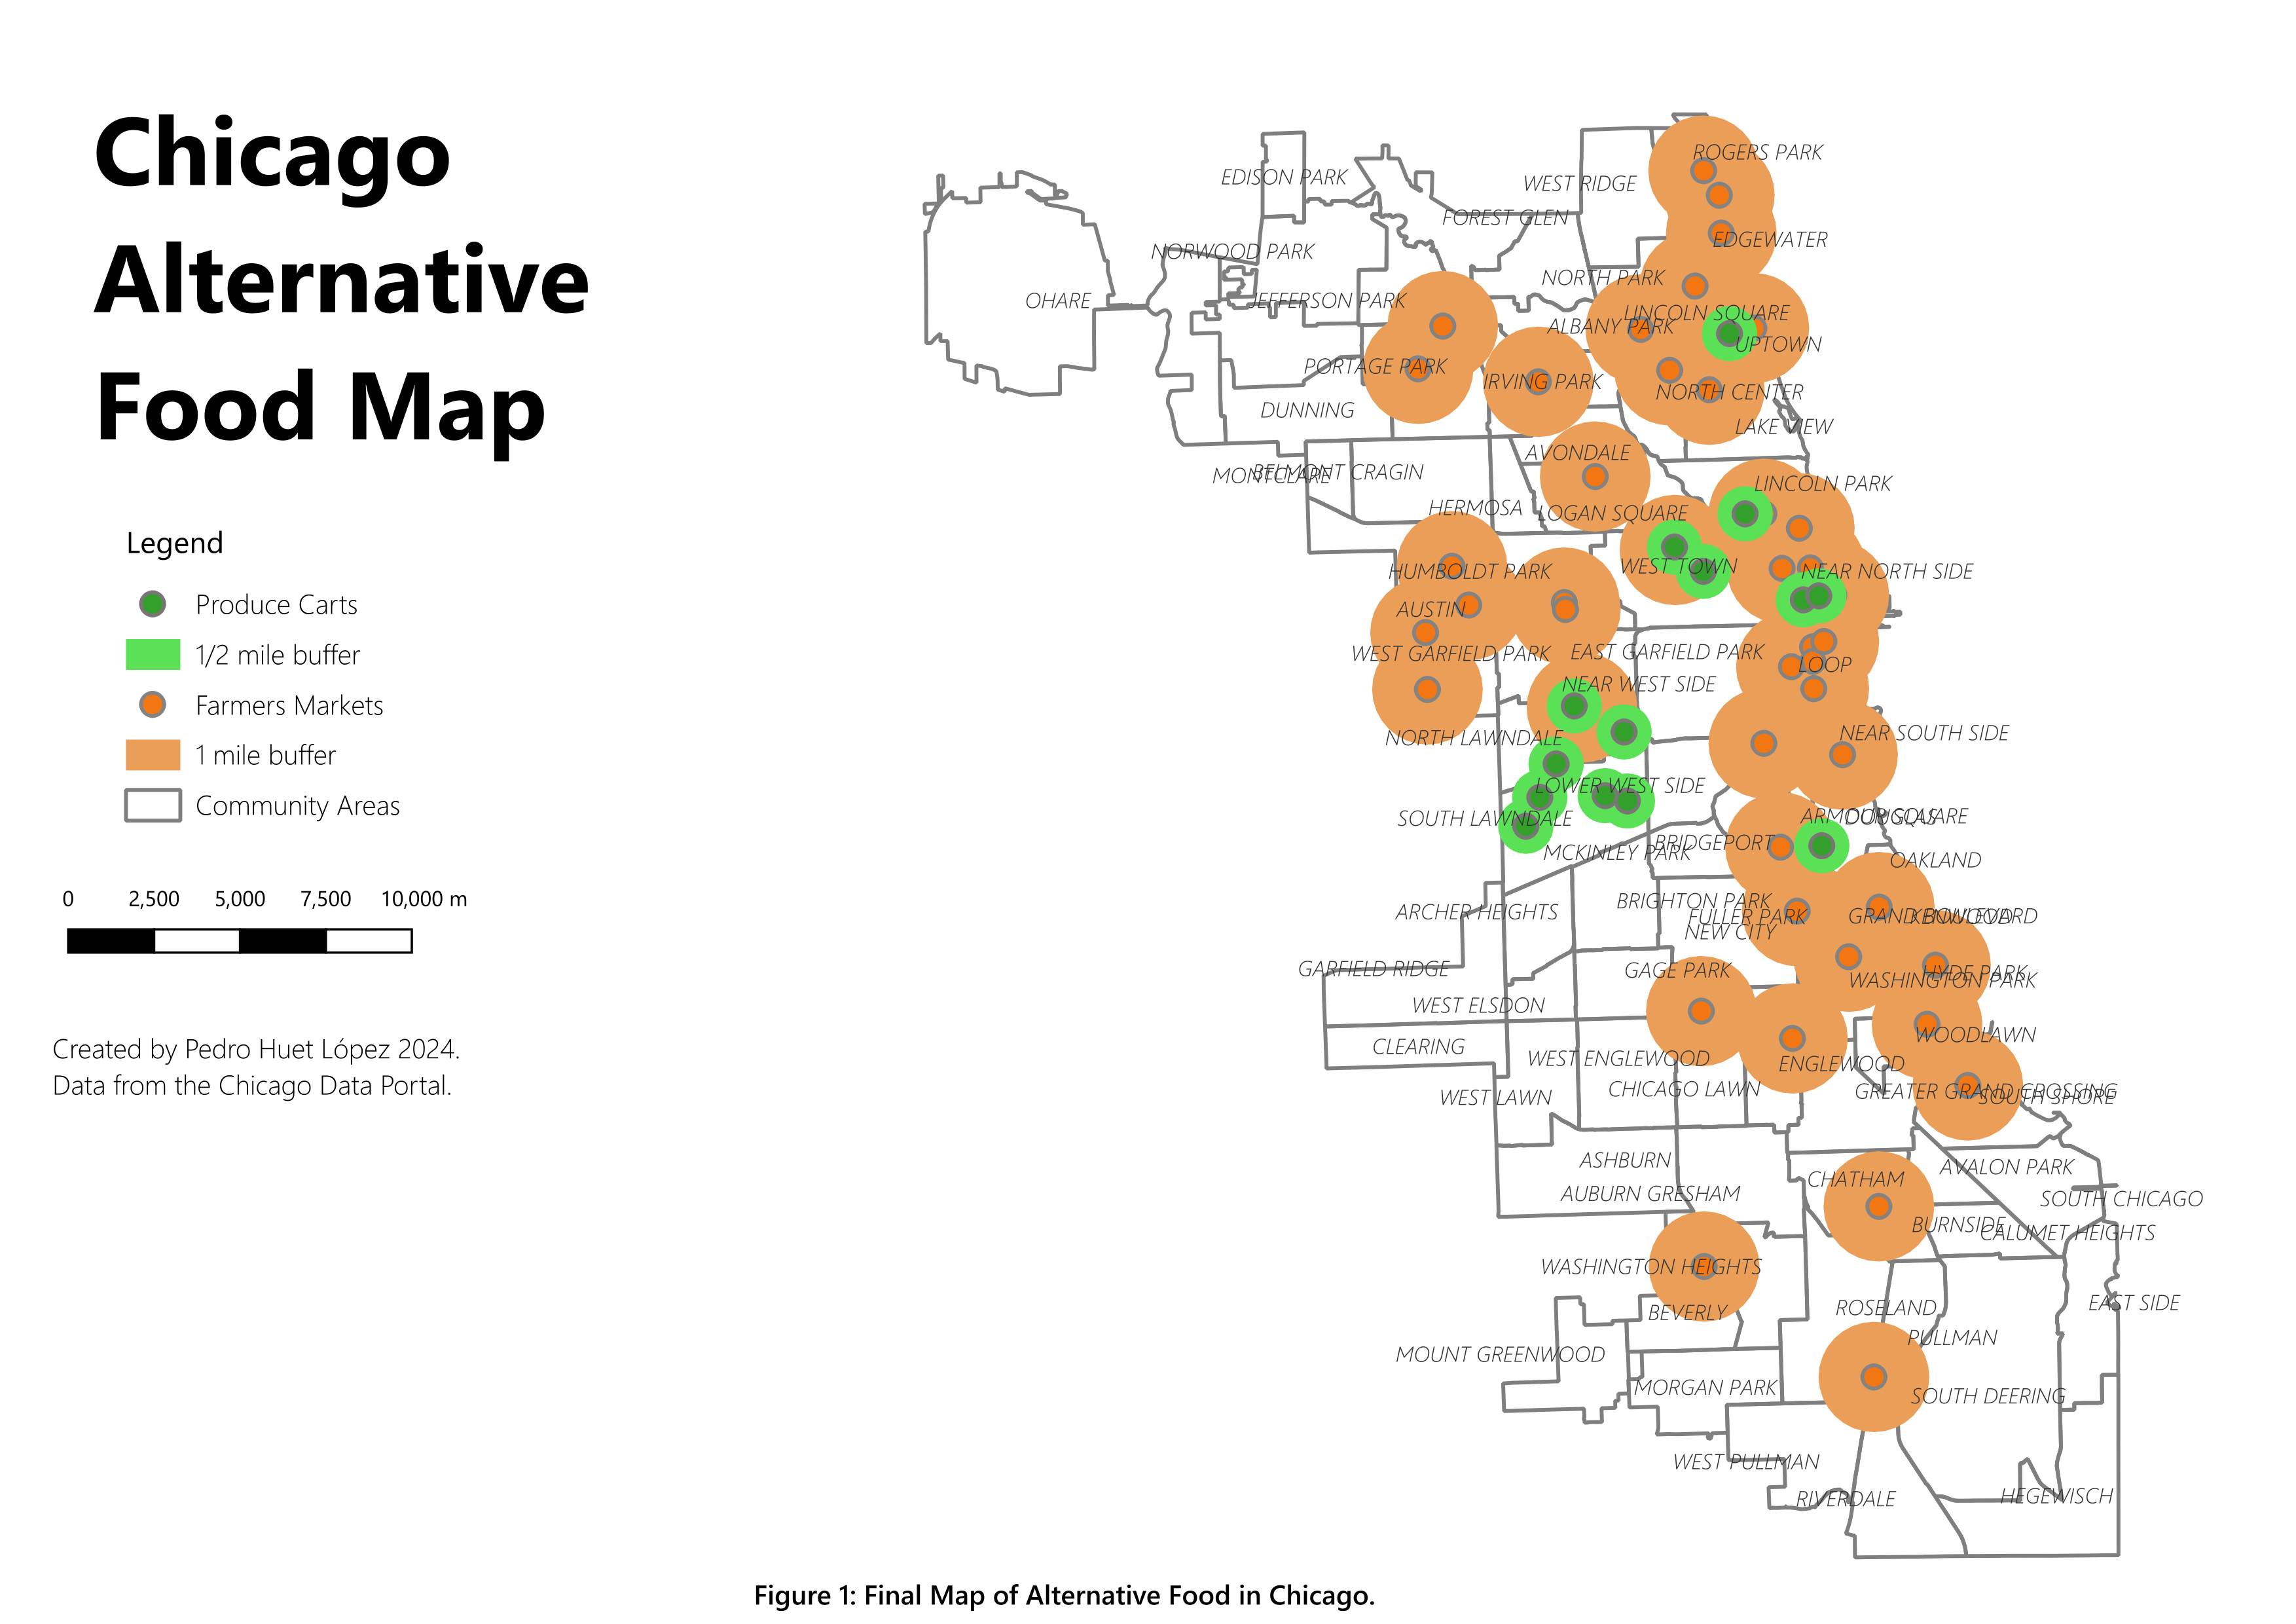 Chicago
Alternative
Food Map
Legend
Produce Carts
1/2 mile buffer
Farmers Markets
1 mile buffer
Community Areas
0 2,500 5,000 7,500 10,000 m
Created by Pedro Huet López 2024.
Data from the Chicago Data Portal.
ROGERS PARK
EDISON PARK
WEST RIDGE
FOREST GLEN
EDGEWATER
NORWOOD PARK
NORTH PARK
OHARE
JEFFERSON PARK
LINCOLN SQUARE
ALBANY PARK
UPTOWN
PORTAGE PARK
IRVING PARK
NORTH CENTER
DUNNING
LAKE VIEW
AVONDALE
MONTCLARE
BELMONT CRAGIN
LINCOLN PARK
HERMOSA
LOGAN SQUARE
HUMBOLDT PARK
WEST TOWN
NEAR NORTH SIDE
AUSTIN
WEST GARFIELD PARK
EAST GARFIELD PARK
LOOP
NEAR WEST SIDE
NORTH LAWNDALE
NEAR SOUTH SIDE
LOWER WEST SIDE
SOUTH LAWNDALE
ARMOUR SQUARE
DOUGLAS
MCKINLEY PARK
BRIDGEPORT
OAKLAND
ARCHER HEIGHTS
BRIGHTON PARK
FULLER PARK
GRAND BOULEVARD
KENWOOD
NEW CITY
GARFIELD RIDGE
GAGE PARK
HYDE PARK
WASHINGTON PARK
WEST ELSDON
WOODLAWN
CLEARING
WEST ENGLEWOOD
ENGLEWOOD
WEST LAWN
CHICAGO LAWN
GREATER GRAND CROSSING
SOUTH SHORE
ASHBURN
AVALON PARK
CHATHAM
AUBURN GRESHAM
SOUTH CHICAGO
BURNSIDE
CALUMET HEIGHTS
WASHINGTON HEIGHTS
BEVERLY
ROSELAND
EAST SIDE
PULLMAN
MOUNT GREENWOOD
MORGAN PARK
SOUTH DEERING
WEST PULLMAN
RIVERDALE
HEGEWISCH
Figure 1: Final Map of Alternative Food in Chicago.